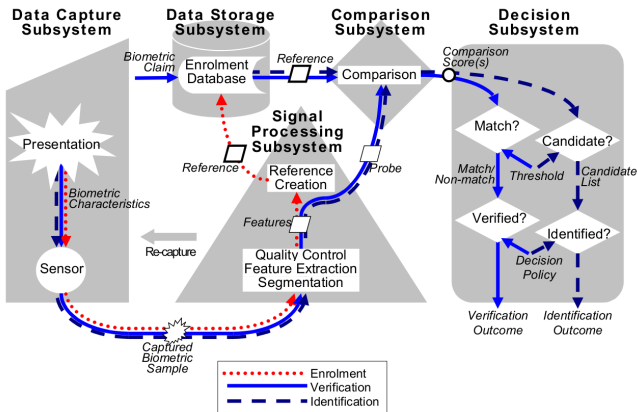 Data Capture
Subsystem
Data Storage
Subsystem
Comparison
Subsystem
Decision
Subsystem
Biometric
Claim
Enrolment
Database
Reference
Comparison
Comparison
Score(s)
Presentation
Signal
Processing
Subsystem
Match?
Candidate?
Reference
Probe
Reference
Creation
Match/
Non-match
Threshold
Candidate
List
Biometric
Characteristics
Features
Verified?
Identified?
Re-capture
Quality Control
Feature Extraction
Segmentation
Decision
Policy
Sensor
Verification
Outcome
Identification
Outcome
Captured
Biometric
Sample
Enrolment
Verification
Identification